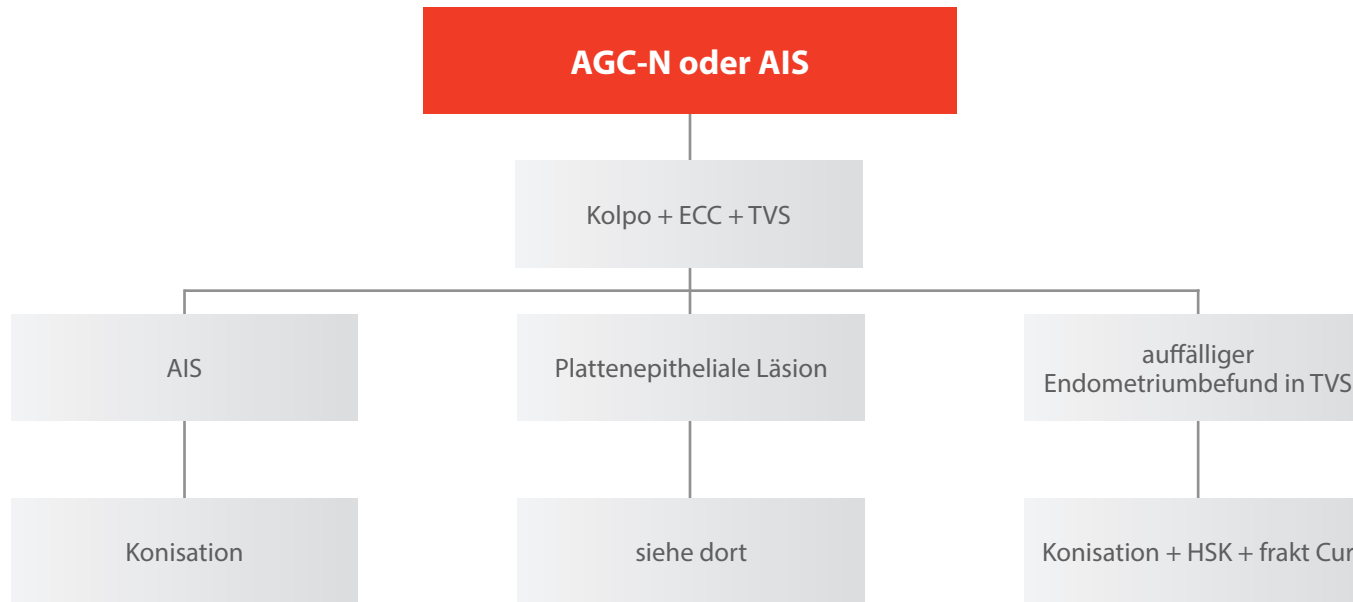 AGC-N oder AIS
Kolpo + ECC + TVS
AIS
Plattenepitheliale Läsion
auffälliger
Endometriumbefund in TVS
Konisation
siehe dort
Konisation + HSK + frakt Cur